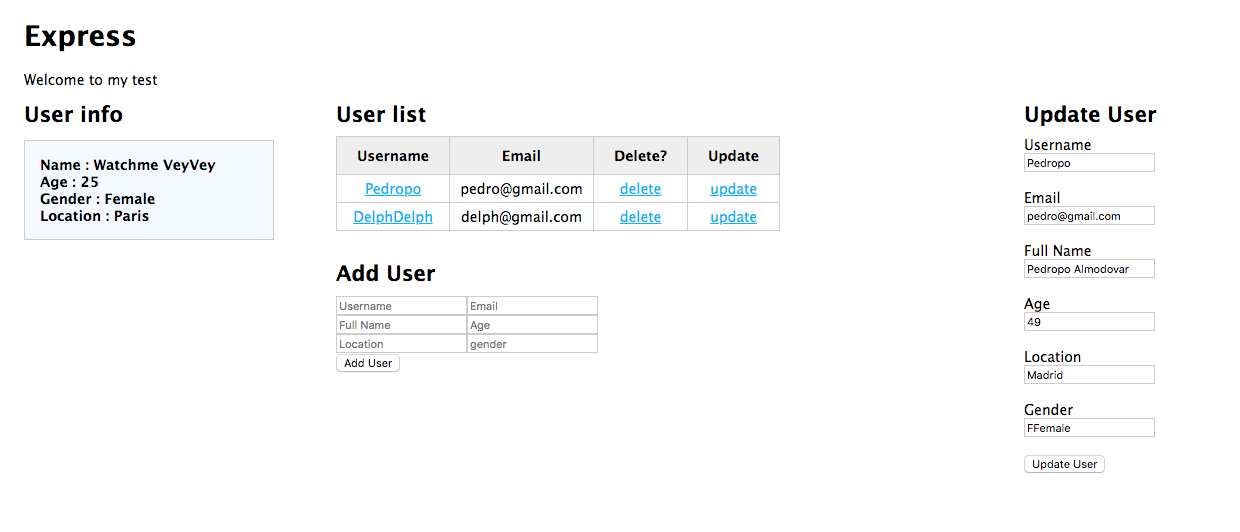 Express
Welcome to my test
User info
Name : Watchme VeyVey
Age : 25
Gender : Female
Location : Paris
User list
Username Email Delete? Update
Pedropo pedro@gmail.com delete update
DelphDelph delph@gmail.com delete update
Add User
Username Email
Full Name Age
Location gender
Add User
Update User
Username
Pedropo
Email
pedro@gmail.com
Full Name
Pedropo Almodovar
Age
49
Location
Madrid
Gender
FFemale
Update User